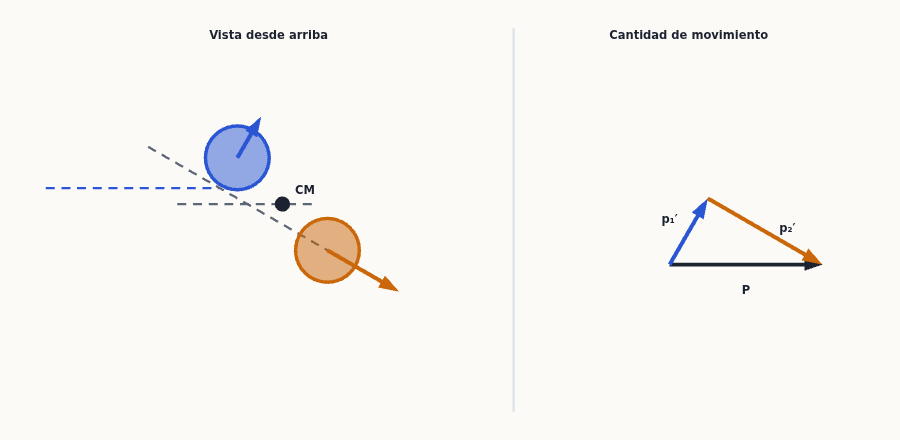 Vista desde arriba
Cantidad de movimiento
CM
p₁′
p₂′
P